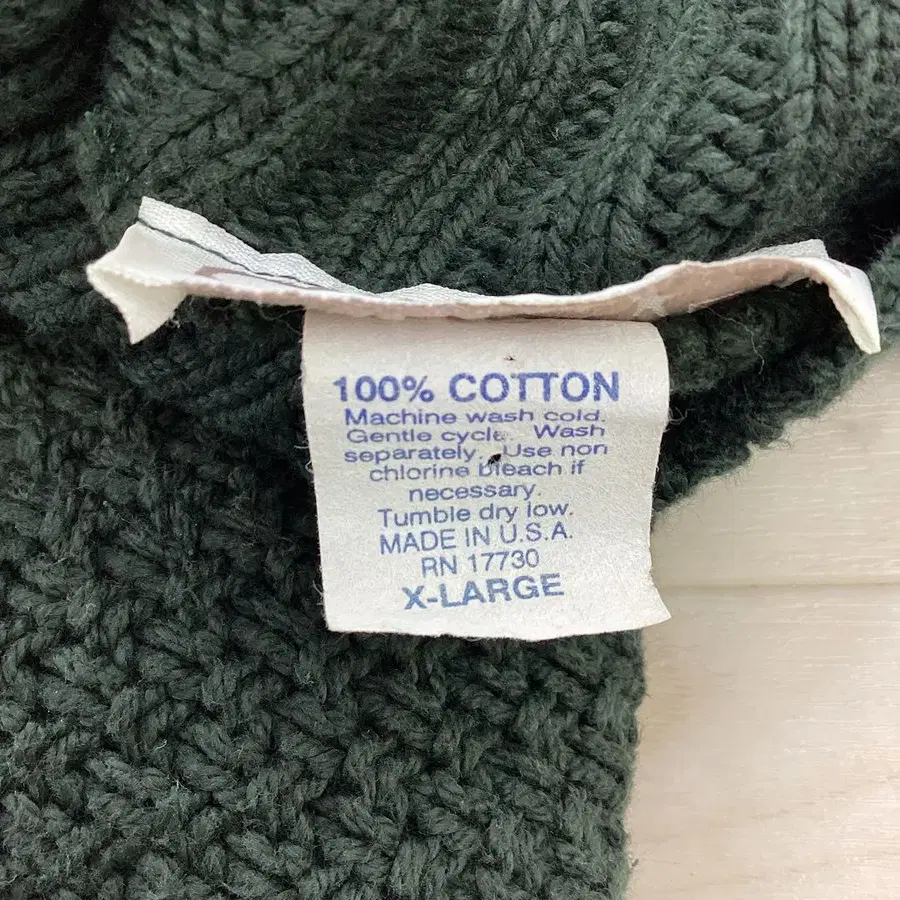 100% COTTON
Machine wash cold.
Gentle cycle. Wash
separately. Use non
chlorine bleach if
necessary.
Tumble dry low.
MADE IN U.S.A.
RN 17730
X-LARGE